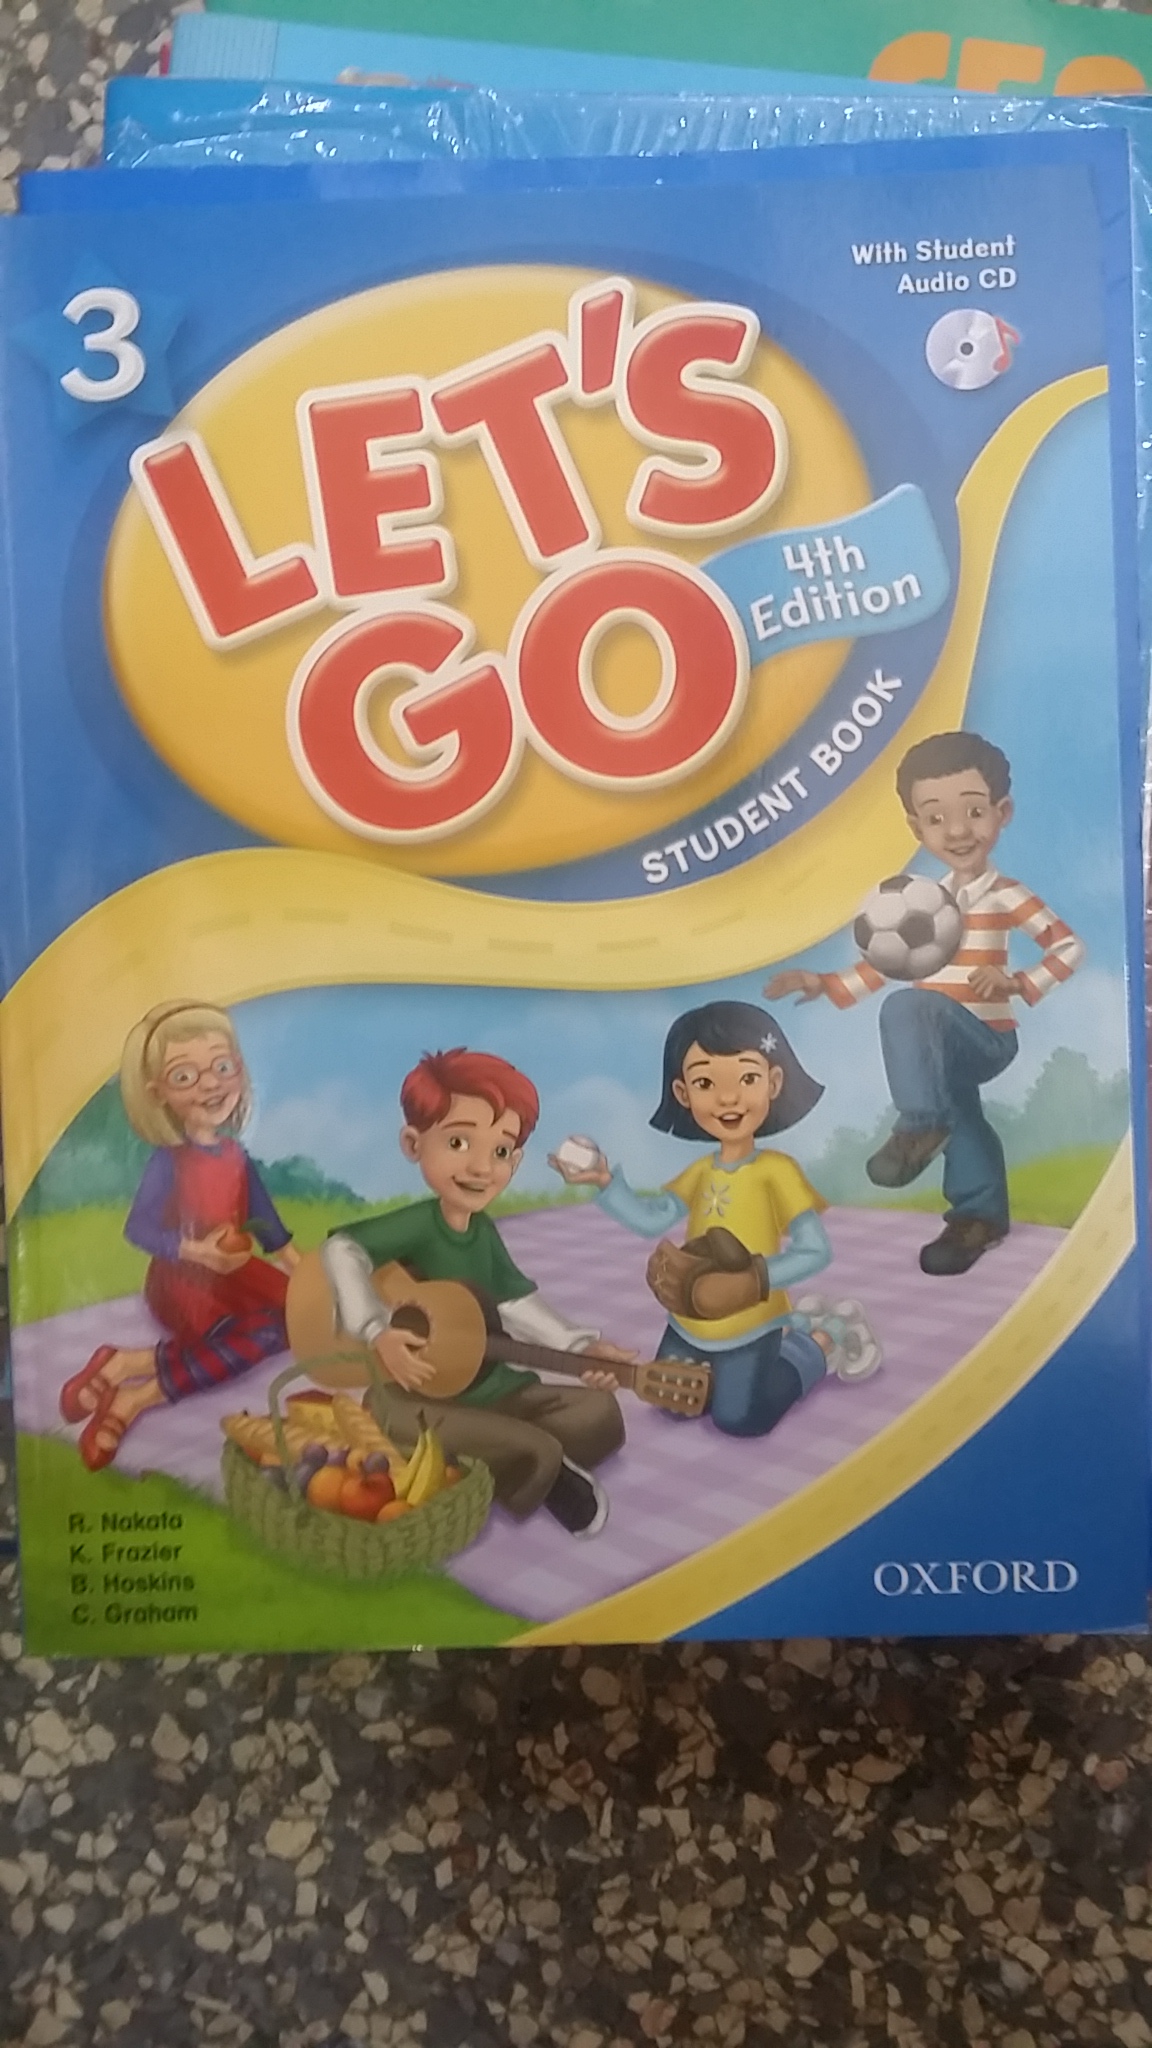 3
With Student
Audio CD
LET'S
GO
4th
Edition
STUDENT BOOK
R. Nakata
K. Frazier
B. Hoskins
C. Graham
OXFORD